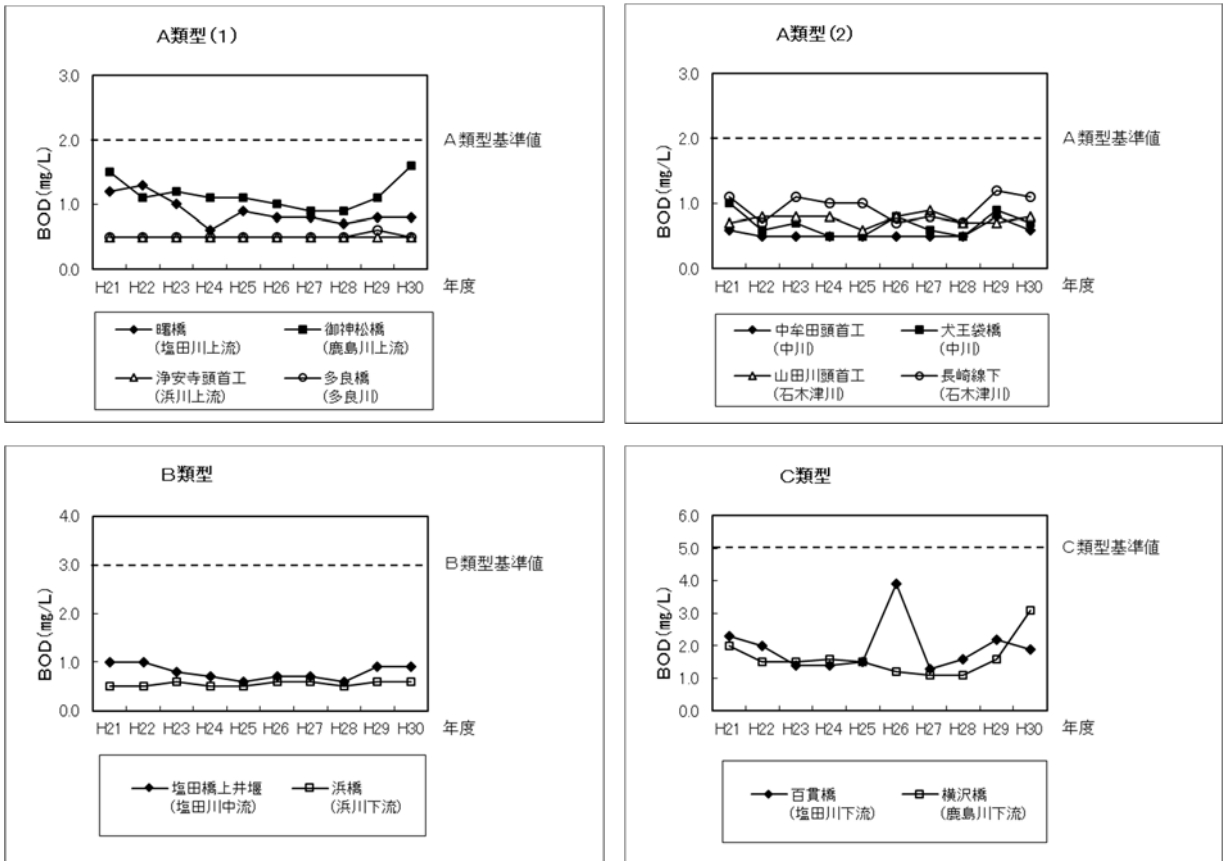 A類型(1)
3.0
2.0
1.0
0.0
BOD(㎎/L)
A類型基準値
H21 H22 H23 H24 H25 H26 H27 H28 H29 H30
年度
曙橋
(塩田川上流)
御神松橋
(鹿島川上流)
浄安寺頭首工
(浜川上流)
多良橋
(多良川)
A類型(2)
3.0
2.0
1.0
0.0
BOD(㎎/L)
A類型基準値
H21 H22 H23 H24 H25 H26 H27 H28 H29 H30
年度
中牟田頭首工
(中川)
犬王袋橋
(中川)
山田川頭首工
(石木津川)
長崎線下
(石木津川)
B類型
4.0
3.0
2.0
1.0
0.0
BOD(㎎/L)
B類型基準値
H21 H22 H23 H24 H25 H26 H27 H28 H29 H30
年度
塩田橋上井堰
(塩田川中流)
浜橋
(浜川下流)
C類型
6.0
5.0
4.0
3.0
2.0
1.0
0.0
BOD(㎎/L)
C類型基準値
H21 H22 H23 H24 H25 H26 H27 H28 H29 H30
年度
百貫橋
(塩田川下流)
横沢橋
(鹿島川下流)